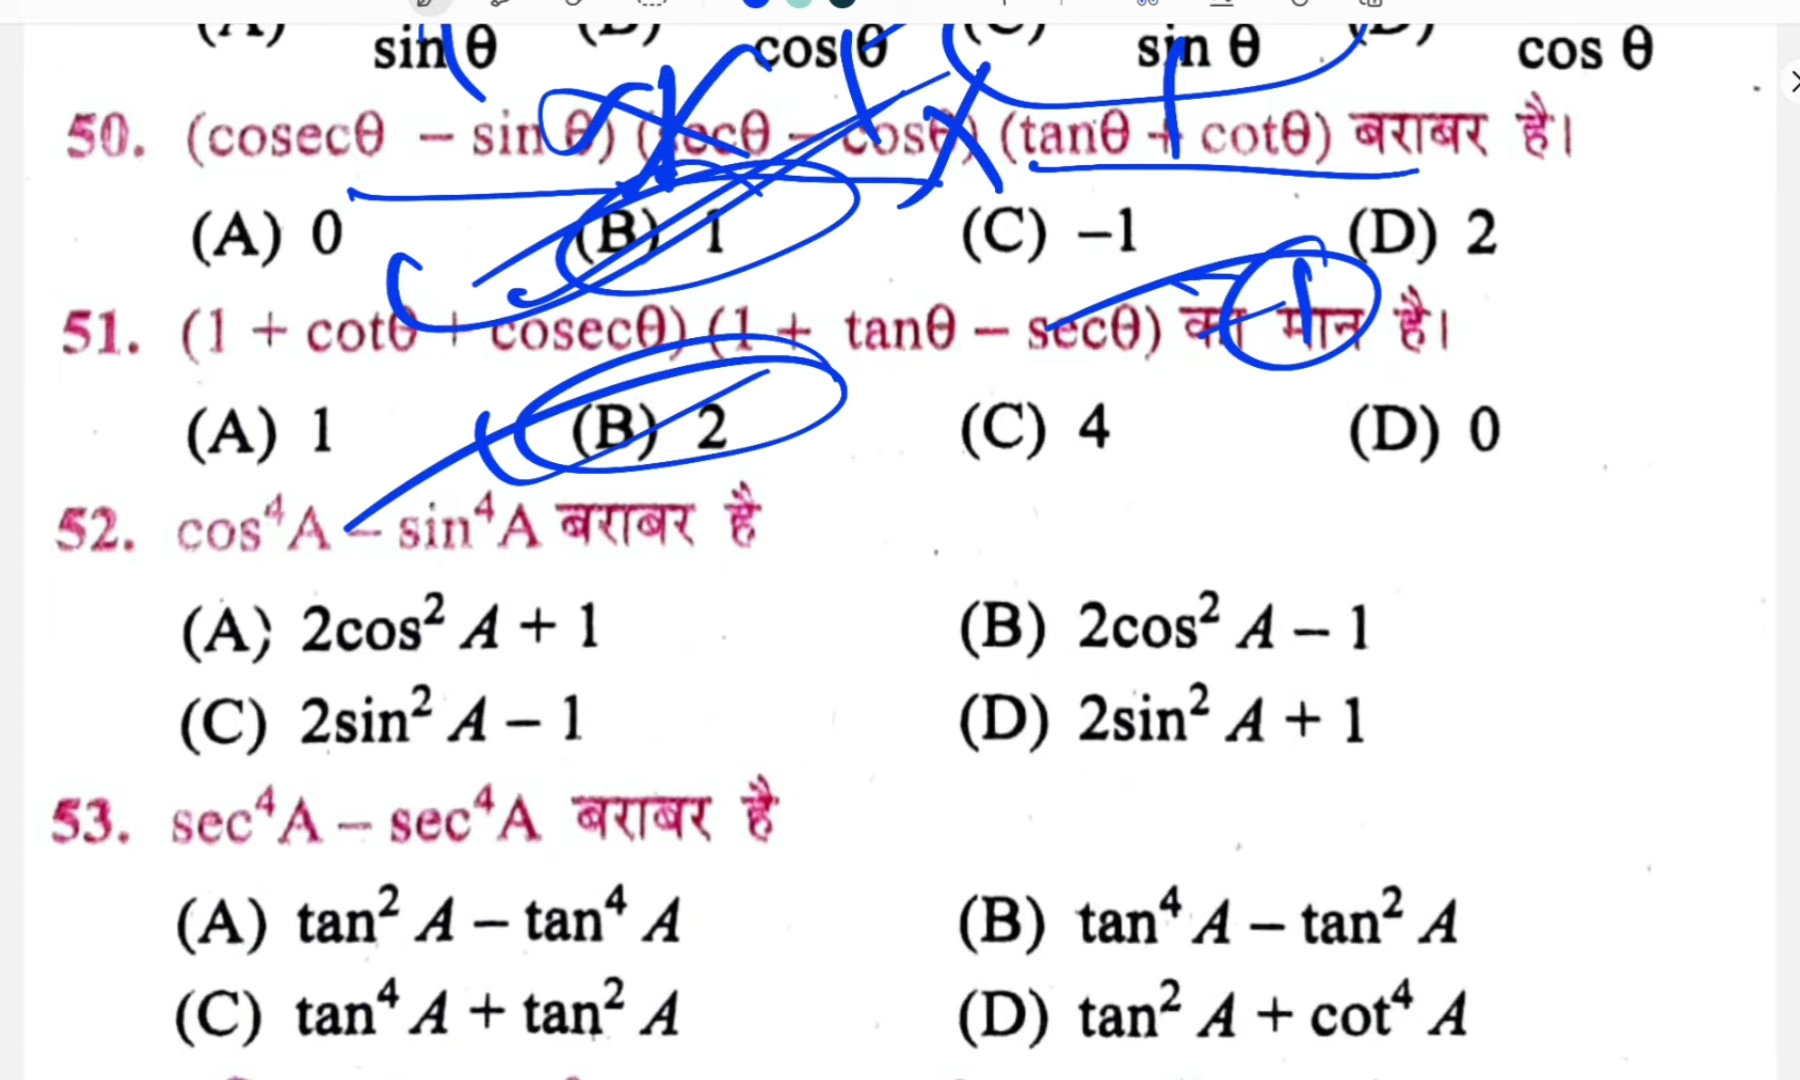 (A) sin θ (B) cos θ (C) sin θ (D) cos θ
50. (cosecθ – sin θ) (secθ – cosθ) (tanθ + cotθ) बराबर है।
(A) 0 (B) 1 (C) –1 (D) 2
51. (1 + cotθ + cosecθ) (1 + tanθ – secθ) का मान है।
(A) 1 (B) 2 (C) 4 (D) 0
52. cos⁴A – sin⁴A बराबर है
(A) 2cos² A + 1 (B) 2cos² A – 1
(C) 2sin² A – 1 (D) 2sin² A + 1
53. sec⁴A – sec⁴A बराबर है
(A) tan² A – tan⁴ A (B) tan⁴ A – tan² A
(C) tan⁴ A + tan² A (D) tan² A + cot⁴ A